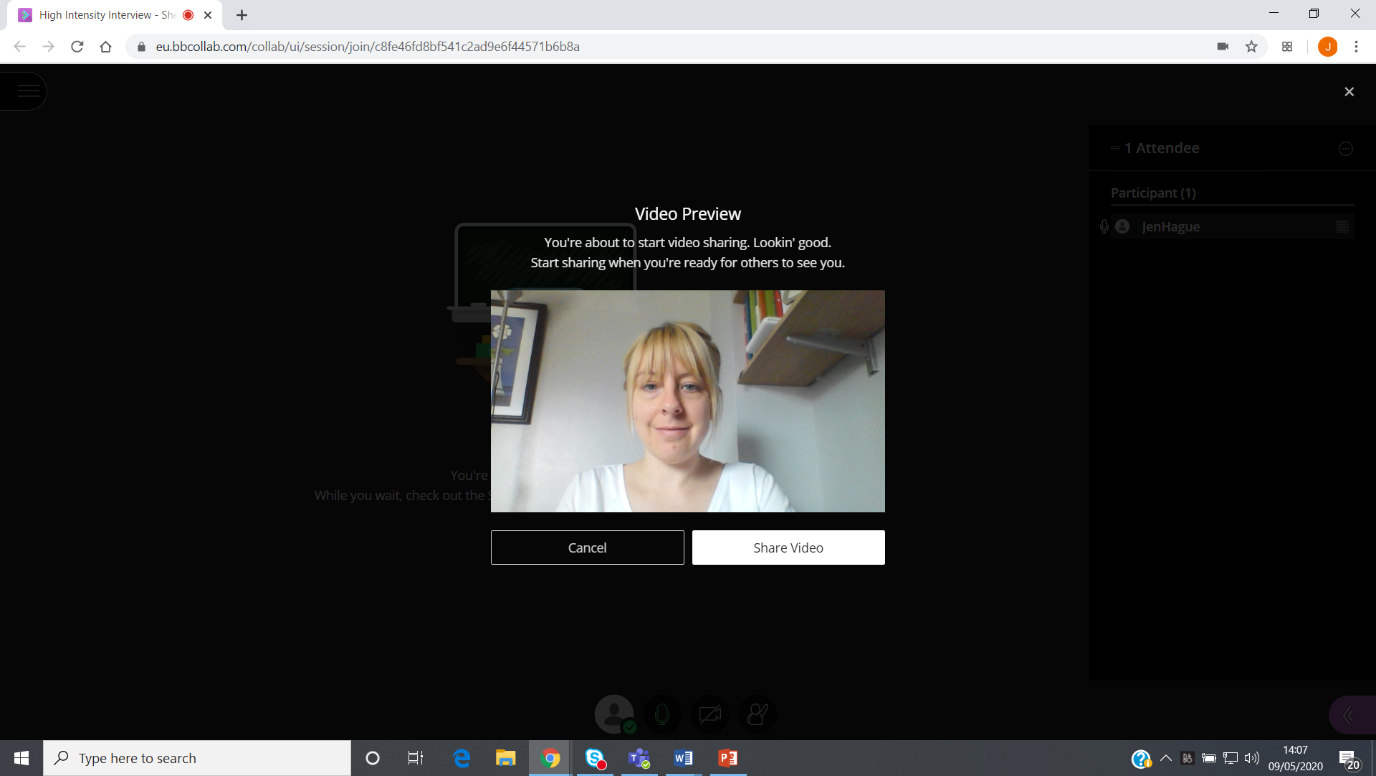 High Intensity Interview - She
eu.bbcollab.com/collab/ui/session/join/c8fe46fd8bf541c2ad9e6f44571b6b8a
J
1 Attendee
Participant (1)
JenHague
Video Preview
You're about to start video sharing. Lookin' good.
Start sharing when you're ready for others to see you.
You're
While you wait, check out the S
Cancel
Share Video
Type here to search
14:07
09/05/2020
20